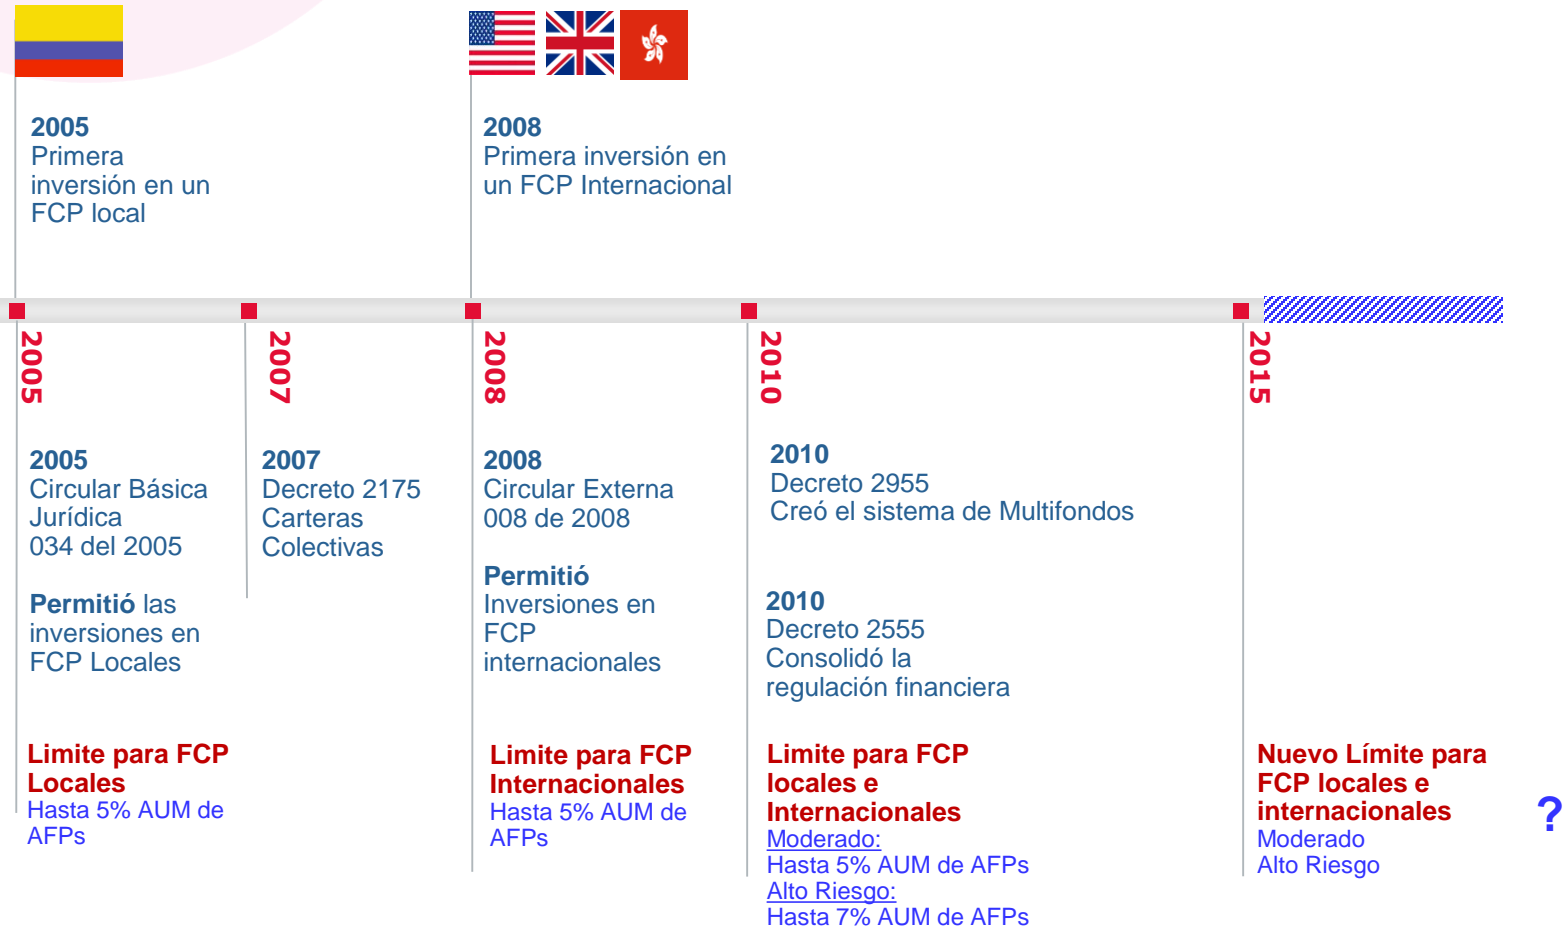 2005
Primera
inversión en un
FCP local
2008
Primera inversión en
un FCP Internacional
2005
2007
2008
2010
2015
2005
Circular Básica
Jurídica
034 del 2005
Permitió las
inversiones en
FCP Locales
Limite para FCP
Locales
Hasta 5% AUM de
AFPs
2007
Decreto 2175
Carteras
Colectivas
2008
Circular Externa
008 de 2008
Permitió
Inversiones en
FCP
internacionales
Limite para FCP
Internacionales
Hasta 5% AUM de
AFPs
2010
Decreto 2955
Creó el sistema de Multifondos
2010
Decreto 2555
Consolidó la
regulación financiera
Limite para FCP
locales e
Internacionales
Moderado:
Hasta 5% AUM de AFPs
Alto Riesgo:
Hasta 7% AUM de AFPs
Nuevo Límite para
FCP locales e
internacionales
Moderado
Alto Riesgo
?